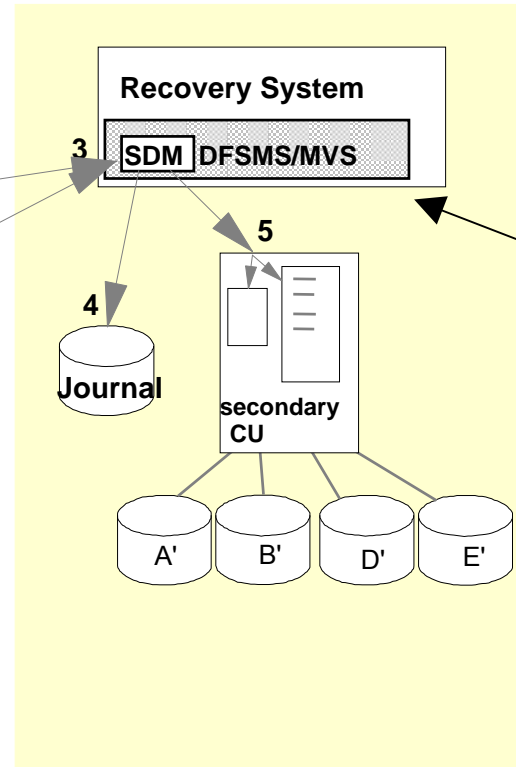 Recovery System
3
SDM DFSMS/MVS
5
4
Journal
secondary
CU
A' B' D' E'